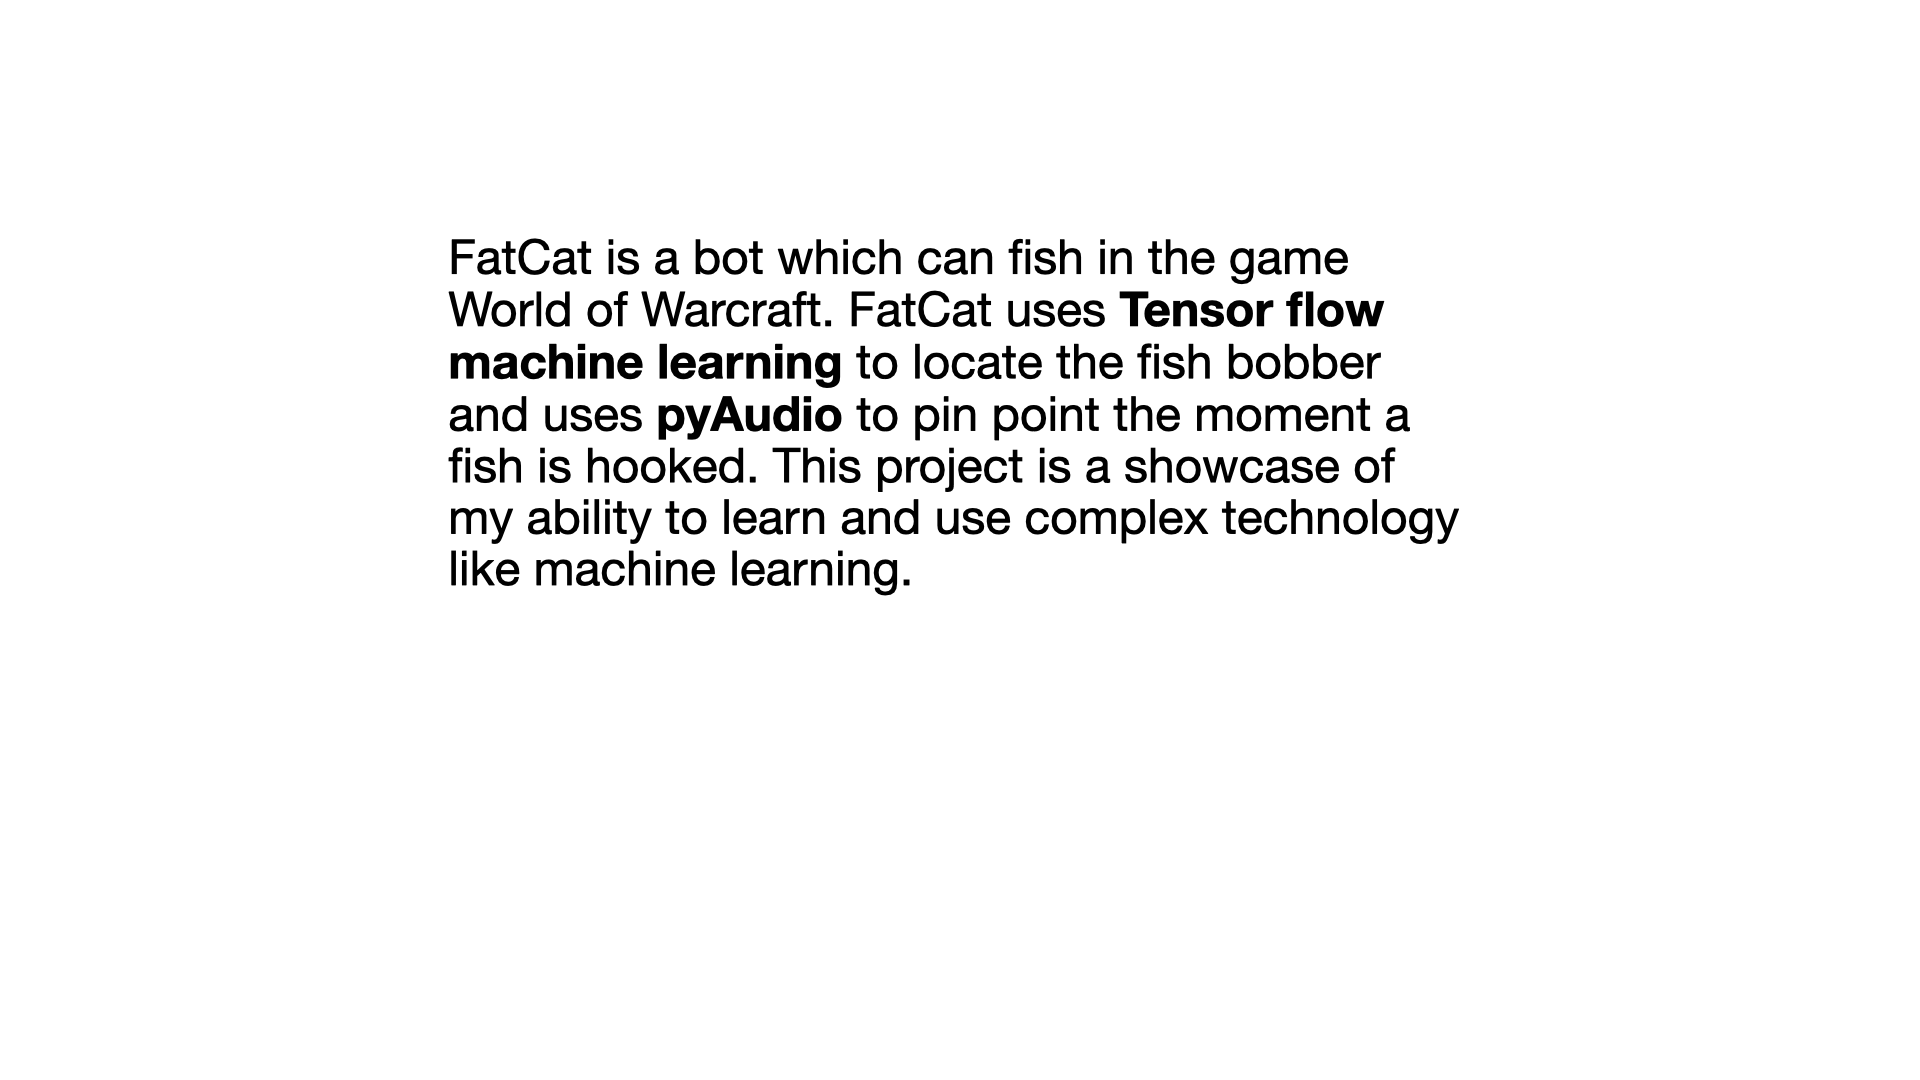 FatCat is a bot which can fish in the game
World of Warcraft. FatCat uses Tensor flow
machine learning to locate the fish bobber
and uses pyAudio to pin point the moment a
fish is hooked. This project is a showcase of
my ability to learn and use complex technology
like machine learning.